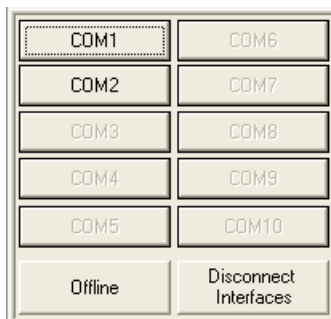 COM1 COM6
COM2 COM7
COM3 COM8
COM4 COM9
COM5 COM10
Offline Disconnect
Interfaces